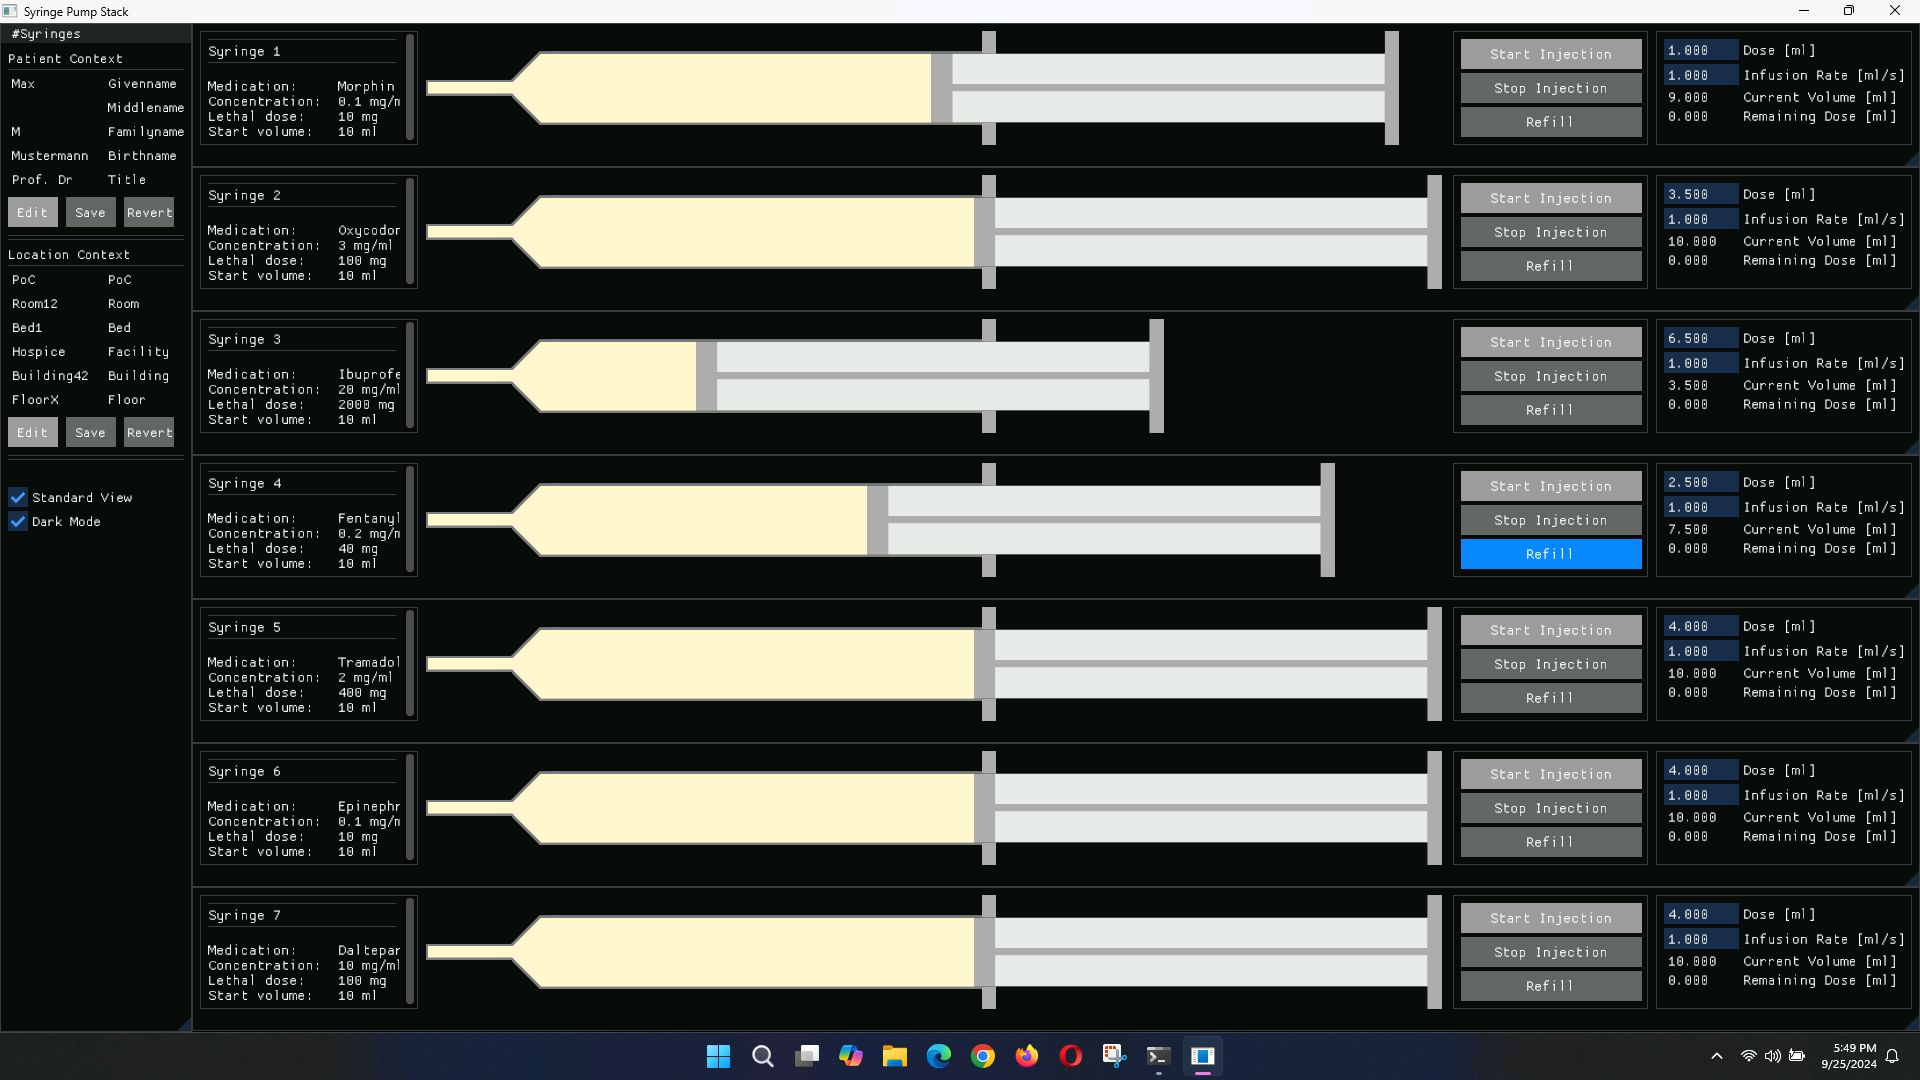 Syringe Pump Stack
#Syringes
Patient Context
Max Givenname
Middlename
M Familyname
Mustermann Birthname
Prof. Dr Title
Edit Save Revert
Location Context
PoC PoC
Room12 Room
Bed1 Bed
Hospice Facility
Building42 Building
FloorX Floor
Edit Save Revert
Standard View
Dark Mode
Syringe 1
Medication: Morphin
Concentration: 0.1 mg/m
Lethal dose: 10 mg
Start volume: 10 ml
Start Injection
Stop Injection
Refill
1.000 Dose [ml]
1.000 Infusion Rate [ml/s]
9.000 Current Volume [ml]
0.000 Remaining Dose [ml]
Syringe 2
Medication: Oxycodor
Concentration: 3 mg/ml
Lethal dose: 100 mg
Start volume: 10 ml
Start Injection
Stop Injection
Refill
3.500 Dose [ml]
1.000 Infusion Rate [ml/s]
10.000 Current Volume [ml]
0.000 Remaining Dose [ml]
Syringe 3
Medication: Ibuprofe
Concentration: 20 mg/ml
Lethal dose: 2000 mg
Start volume: 10 ml
Start Injection
Stop Injection
Refill
6.500 Dose [ml]
1.000 Infusion Rate [ml/s]
3.500 Current Volume [ml]
0.000 Remaining Dose [ml]
Syringe 4
Medication: Fentanyl
Concentration: 0.2 mg/m
Lethal dose: 40 mg
Start volume: 10 ml
Start Injection
Stop Injection
Refill
2.500 Dose [ml]
1.000 Infusion Rate [ml/s]
7.500 Current Volume [ml]
0.000 Remaining Dose [ml]
Syringe 5
Medication: Tramadol
Concentration: 2 mg/ml
Lethal dose: 400 mg
Start volume: 10 ml
Start Injection
Stop Injection
Refill
4.000 Dose [ml]
1.000 Infusion Rate [ml/s]
10.000 Current Volume [ml]
0.000 Remaining Dose [ml]
Syringe 6
Medication: Epinephr
Concentration: 0.1 mg/m
Lethal dose: 10 mg
Start volume: 10 ml
Start Injection
Stop Injection
Refill
4.000 Dose [ml]
1.000 Infusion Rate [ml/s]
10.000 Current Volume [ml]
0.000 Remaining Dose [ml]
Syringe 7
Medication: Daltepar
Concentration: 10 mg/ml
Lethal dose: 100 mg
Start volume: 10 ml
Start Injection
Stop Injection
Refill
4.000 Dose [ml]
1.000 Infusion Rate [ml/s]
10.000 Current Volume [ml]
0.000 Remaining Dose [ml]
5:49 PM
9/25/2024